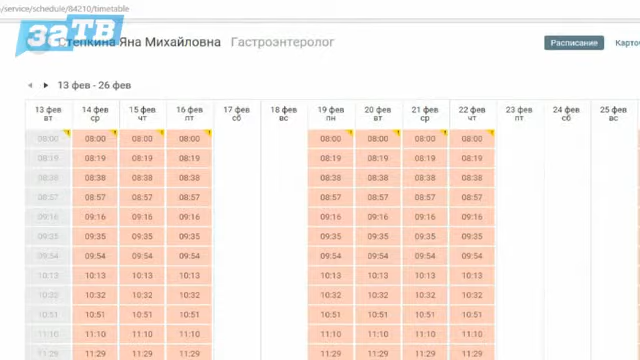 /service/schedule/84210/timetable
заТВ
Степкина Яна Михайловна Гастроэнтеролог Расписание Карточ
13 фев - 26 фев
13 фев 14 фев 15 фев 16 фев 17 фев 18 фев 19 фев 20 фев 21 фев 22 фев 23 фев 24 фев 25 фев
вт ср чт пт сб вс пн вт ср чт пт сб вс
08:00 08:00 08:00 08:00 08:00 08:00 08:00 08:00
08:19 08:19 08:19 08:19 08:19 08:19 08:19 08:19
08:38 08:38 08:38 08:38 08:38 08:38 08:38 08:38
08:57 08:57 08:57 08:57 08:57 08:57 08:57 08:57
09:16 09:16 09:16 09:16 09:16 09:16 09:16 09:16
09:35 09:35 09:35 09:35 09:35 09:35 09:35 09:35
09:54 09:54 09:54 09:54 09:54 09:54 09:54 09:54
10:13 10:13 10:13 10:13 10:13 10:13 10:13 10:13
10:32 10:32 10:32 10:32 10:32 10:32 10:32 10:32
10:51 10:51 10:51 10:51 10:51 10:51 10:51 10:51
11:10 11:10 11:10 11:10 11:10 11:10 11:10 11:10
11:29 11:29 11:29 11:29 11:29 11:29 11:29 11:29